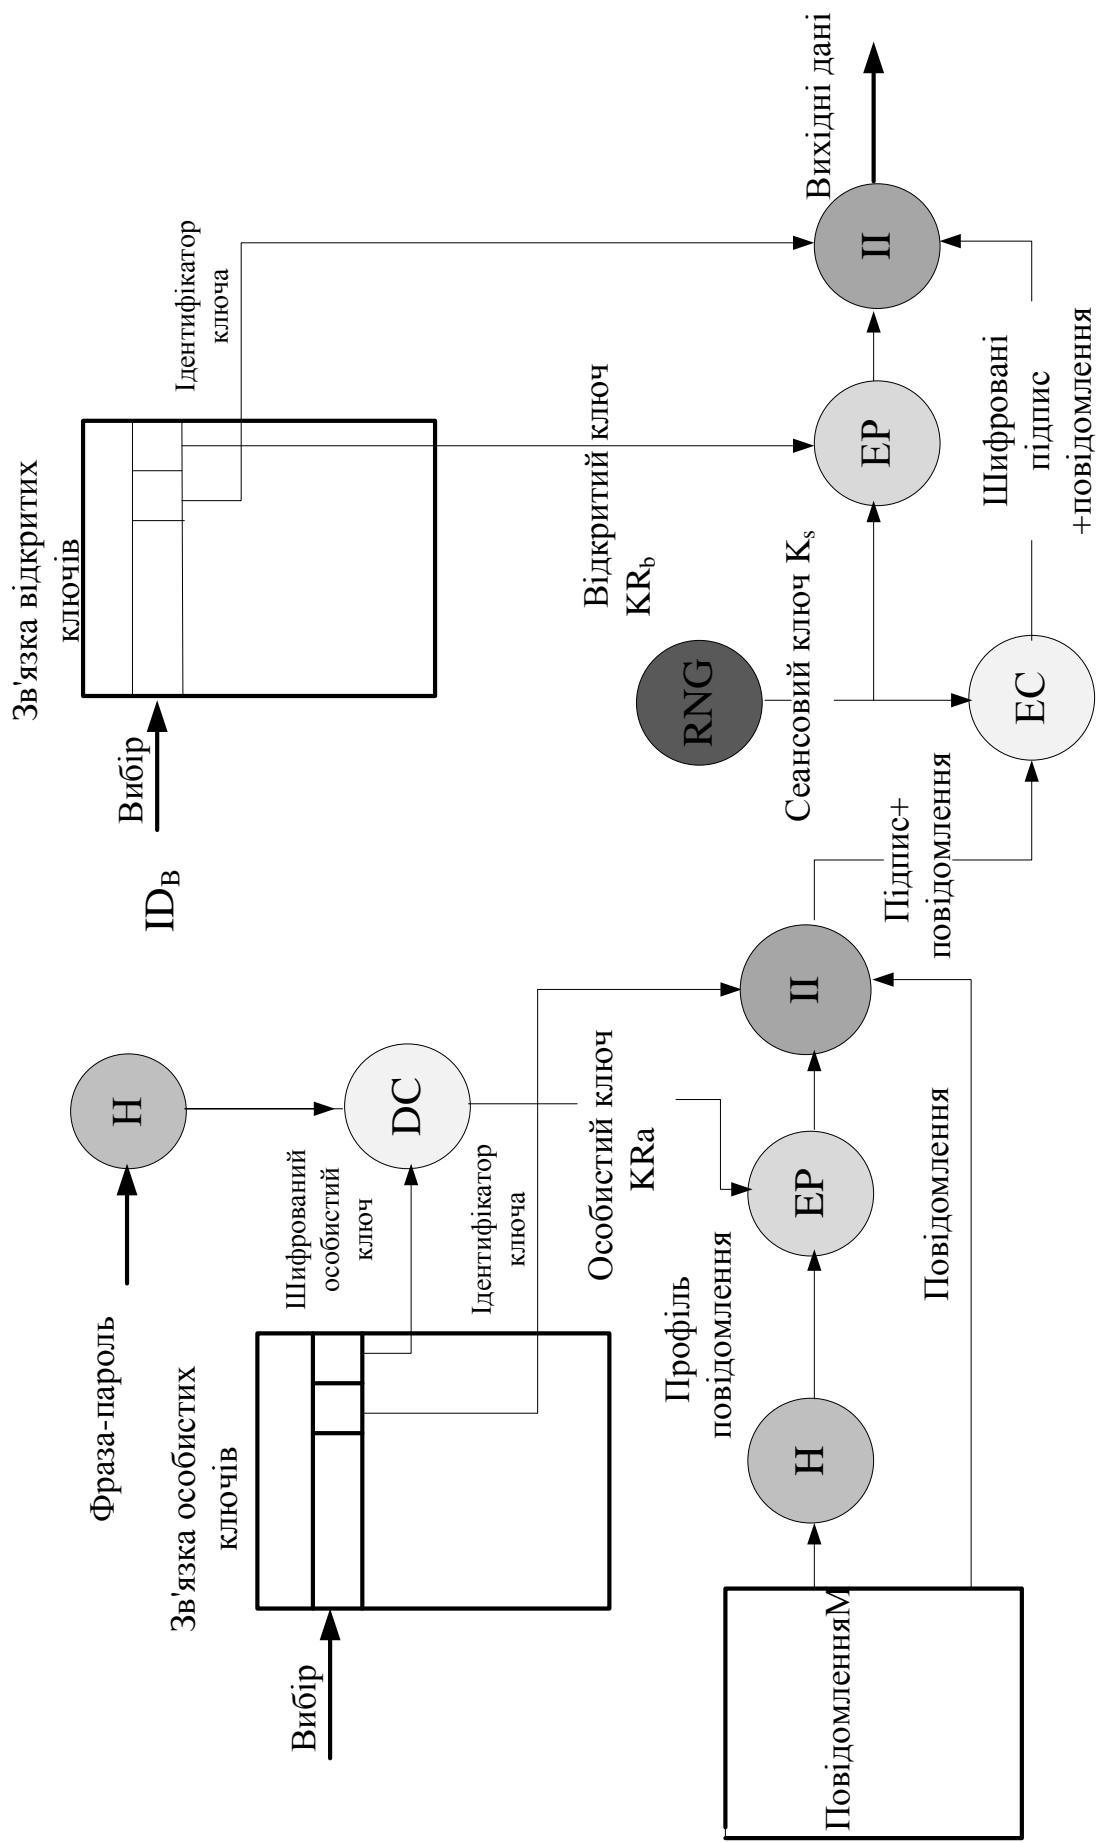 Фраза-пароль
H
Зв'язка особистих
ключів
Вибір
Шифрований
особистий
ключ
DC
Ідентифікатор
ключа
Особистий ключ
KRa
Профіль
повідомлення
ПовідомленняM
H
EP
II
Повідомлення
Підпис+
повідомлення
Зв'язка відкритих
ключів
Вибір
ID_B
Ідентифікатор
ключа
Відкритий ключ
KR_b
RNG
Сеансовий ключ K_s
EC
EP
II
Шифровані
підпис
+повідомлення
Вихідні дані